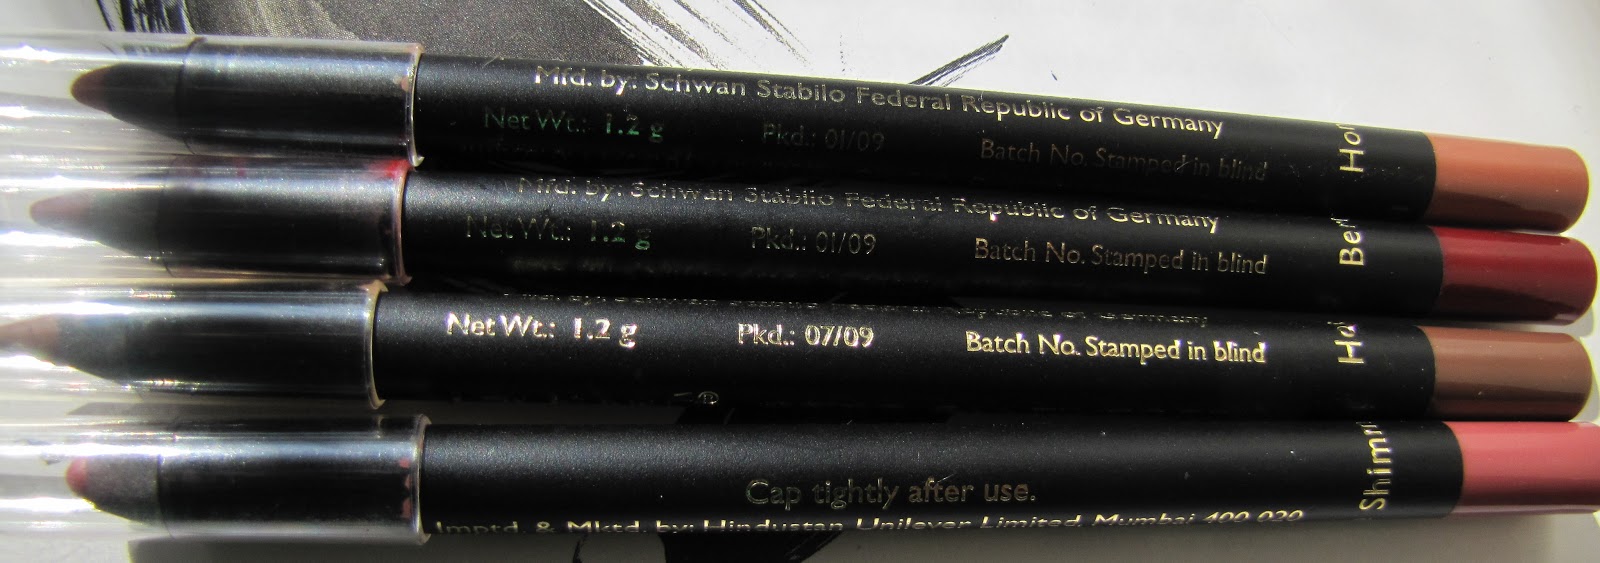 Mfd. by: Schwan Stabilo Federal Republic of Germany
Net Wt.: 1.2 g Pkd.: 01/09 Batch No. Stamped in blind
Mfd. by: Schwan Stabilo Federal Republic of Germany
Net Wt.: 1.2 g Pkd.: 01/09 Batch No. Stamped in blind
Net Wt.: 1.2 g Pkd.: 07/09 Batch No. Stamped in blind
®
Cap tightly after use.
Imptd. & Mktd. by: Hindustan Unilever Limited, Mumbai 400 020